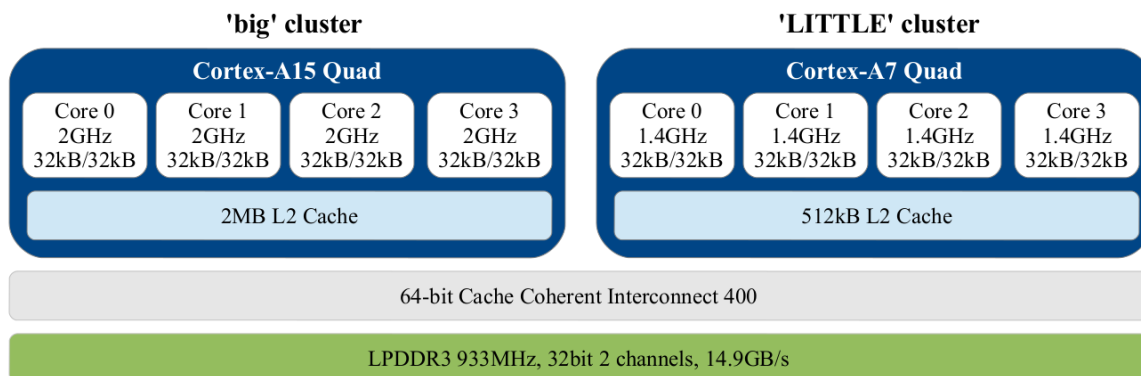 'big' cluster
'LITTLE' cluster
Cortex-A15 Quad
Core 0
2GHz
32kB/32kB
Core 1
2GHz
32kB/32kB
Core 2
2GHz
32kB/32kB
Core 3
2GHz
32kB/32kB
2MB L2 Cache
Cortex-A7 Quad
Core 0
1.4GHz
32kB/32kB
Core 1
1.4GHz
32kB/32kB
Core 2
1.4GHz
32kB/32kB
Core 3
1.4GHz
32kB/32kB
512kB L2 Cache
64-bit Cache Coherent Interconnect 400
LPDDR3 933MHz, 32bit 2 channels, 14.9GB/s